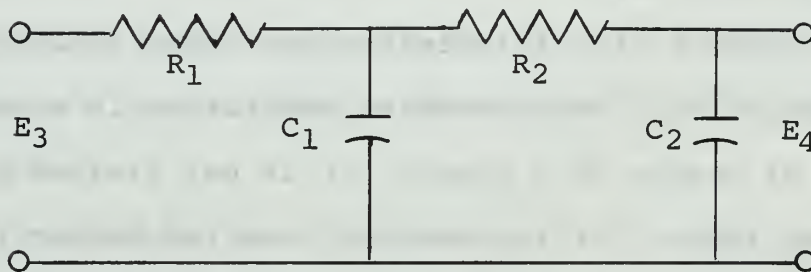 R₁ R₂
E₃ C₁ C₂ E₄